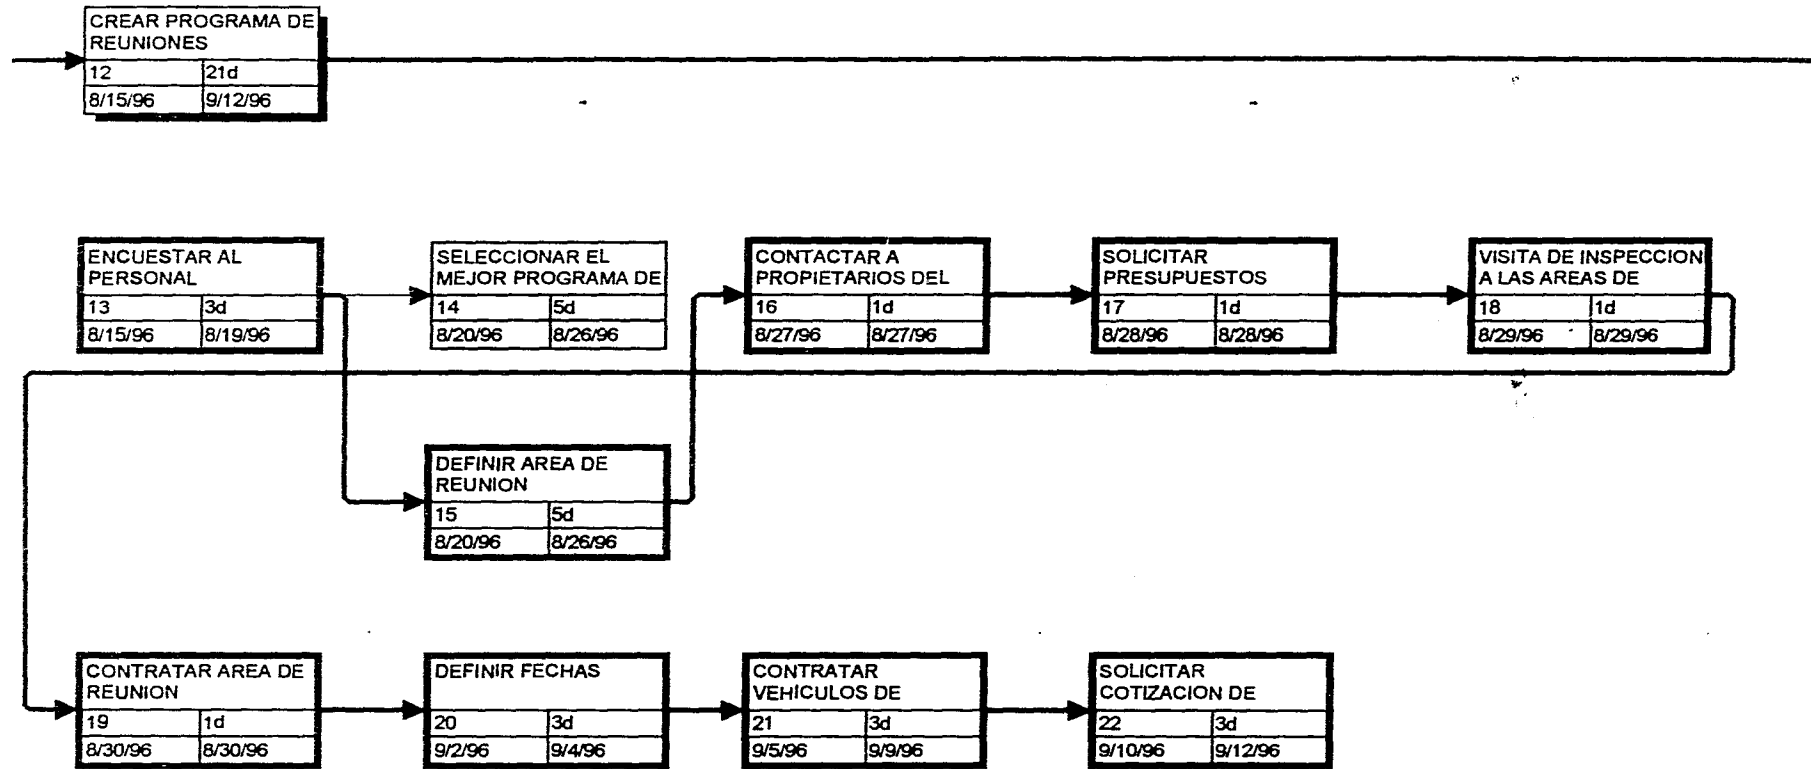 CREAR PROGRAMA DE
REUNIONES
12 21d
8/15/96 9/12/96
ENCUESTAR AL
PERSONAL
13 3d
8/15/96 8/19/96
SELECCIONAR EL
MEJOR PROGRAMA DE
14 5d
8/20/96 8/26/96
CONTACTAR A
PROPIETARIOS DEL
16 1d
8/27/96 8/27/96
SOLICITAR
PRESUPUESTOS
17 1d
8/28/96 8/28/96
VISITA DE INSPECCION
A LAS AREAS DE
18 1d
8/29/96 8/29/96
DEFINIR AREA DE
REUNION
15 5d
8/20/96 8/26/96
CONTRATAR AREA DE
REUNION
19 1d
8/30/96 8/30/96
DEFINIR FECHAS
20 3d
9/2/96 9/4/96
CONTRATAR
VEHICULOS DE
21 3d
9/5/96 9/9/96
SOLICITAR
COTIZACION DE
22 3d
9/10/96 9/12/96